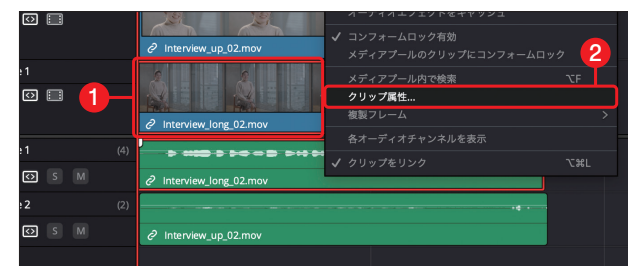 オーディオエフェクトをキャッシュ
✓ コンフォームロック有効
Interview_up_02.mov
メディアプールのクリップにコンフォームロック
2
1
メディアプール内で検索 ⌥F
1
クリップ属性...
Interview_long_02.mov
複製フレーム >
1 (4)
各オーディオチャンネルを表示
✓ クリップをリンク ⌥⌘L
S M
Interview_long_02.mov
2 (2)
S M
Interview_up_02.mov